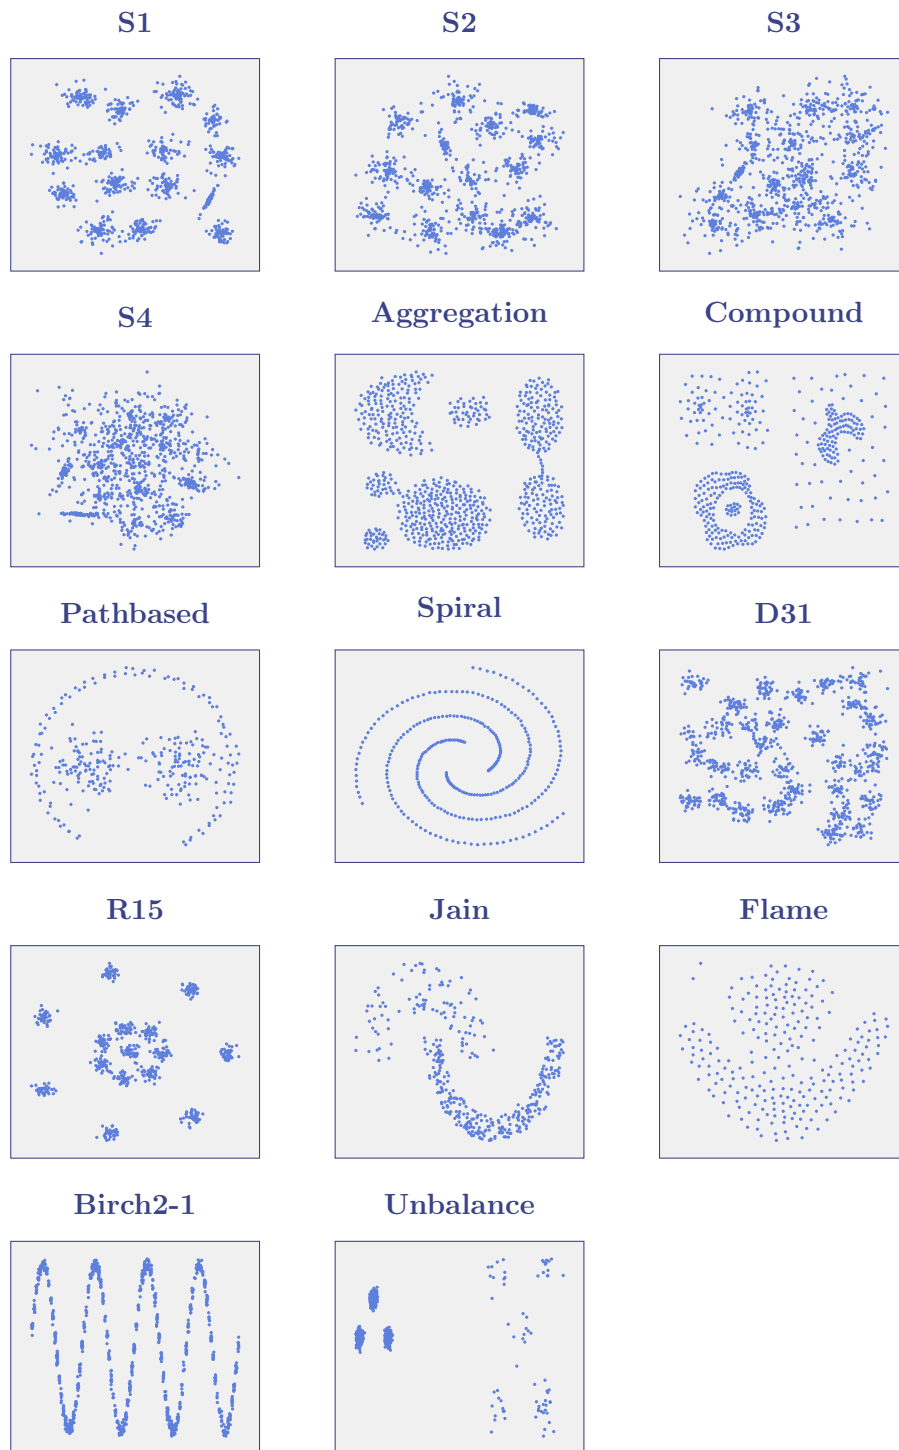 S1
S2
S3
S4
Aggregation
Compound
Pathbased
Spiral
D31
R15
Jain
Flame
Birch2-1
Unbalance